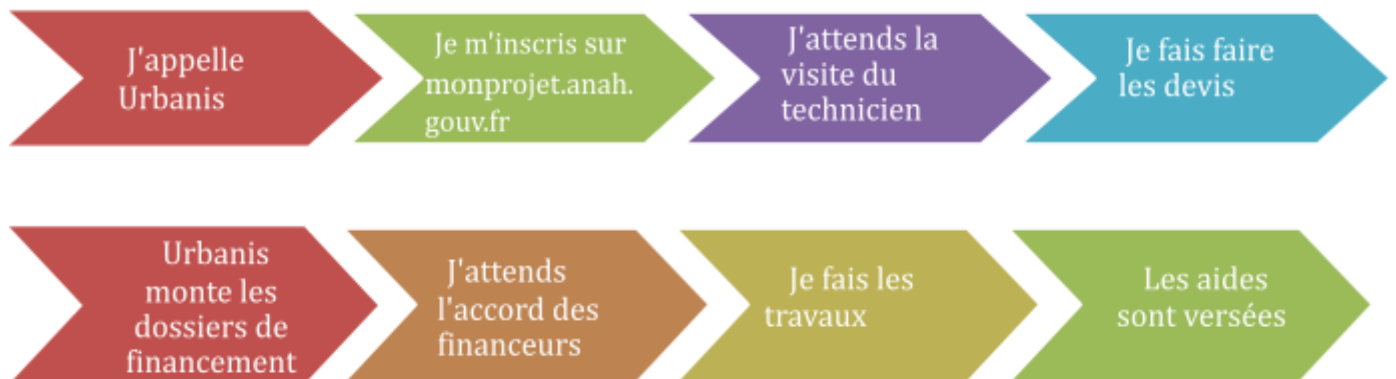 J'appelle
Urbanis
Je m'inscris sur
monprojet.anah.
gouv.fr
J'attends la
visite du
technicien
Je fais faire
les devis
Urbanis
monte les
dossiers de
financement
J'attends
l'accord des
financeurs
Je fais les
travaux
Les aides
sont versées